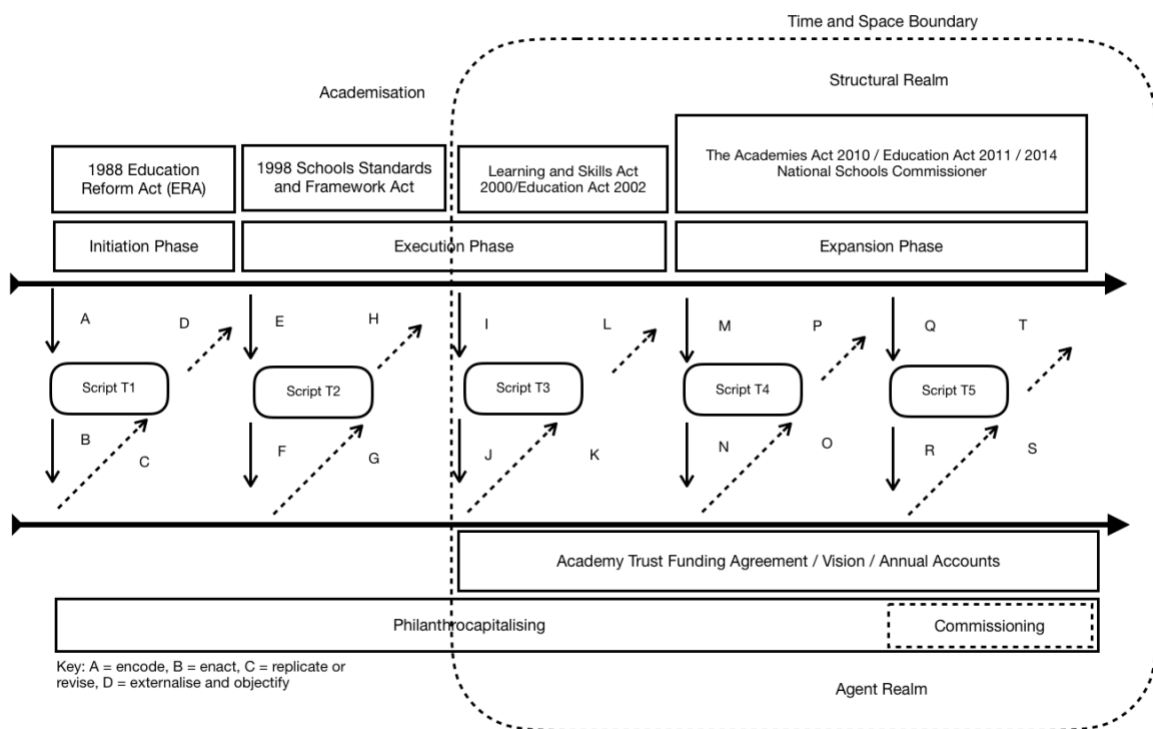 Time and Space Boundary
Structural Realm
Academisation
1988 Education
Reform Act (ERA)
1998 Schools Standards
and Framework Act
Learning and Skills Act
2000/Education Act 2002
The Academies Act 2010 / Education Act 2011 / 2014
National Schools Commissioner
Initiation Phase
Execution Phase
Expansion Phase
A
D
E
H
I
L
M
P
Q
T
Script T1
Script T2
Script T3
Script T4
Script T5
B
C
F
G
J
K
N
O
R
S
Academy Trust Funding Agreement / Vision / Annual Accounts
Philanthrocapitalising
Commissioning
Key: A = encode, B = enact, C = replicate or
revise, D = externalise and objectify
Agent Realm